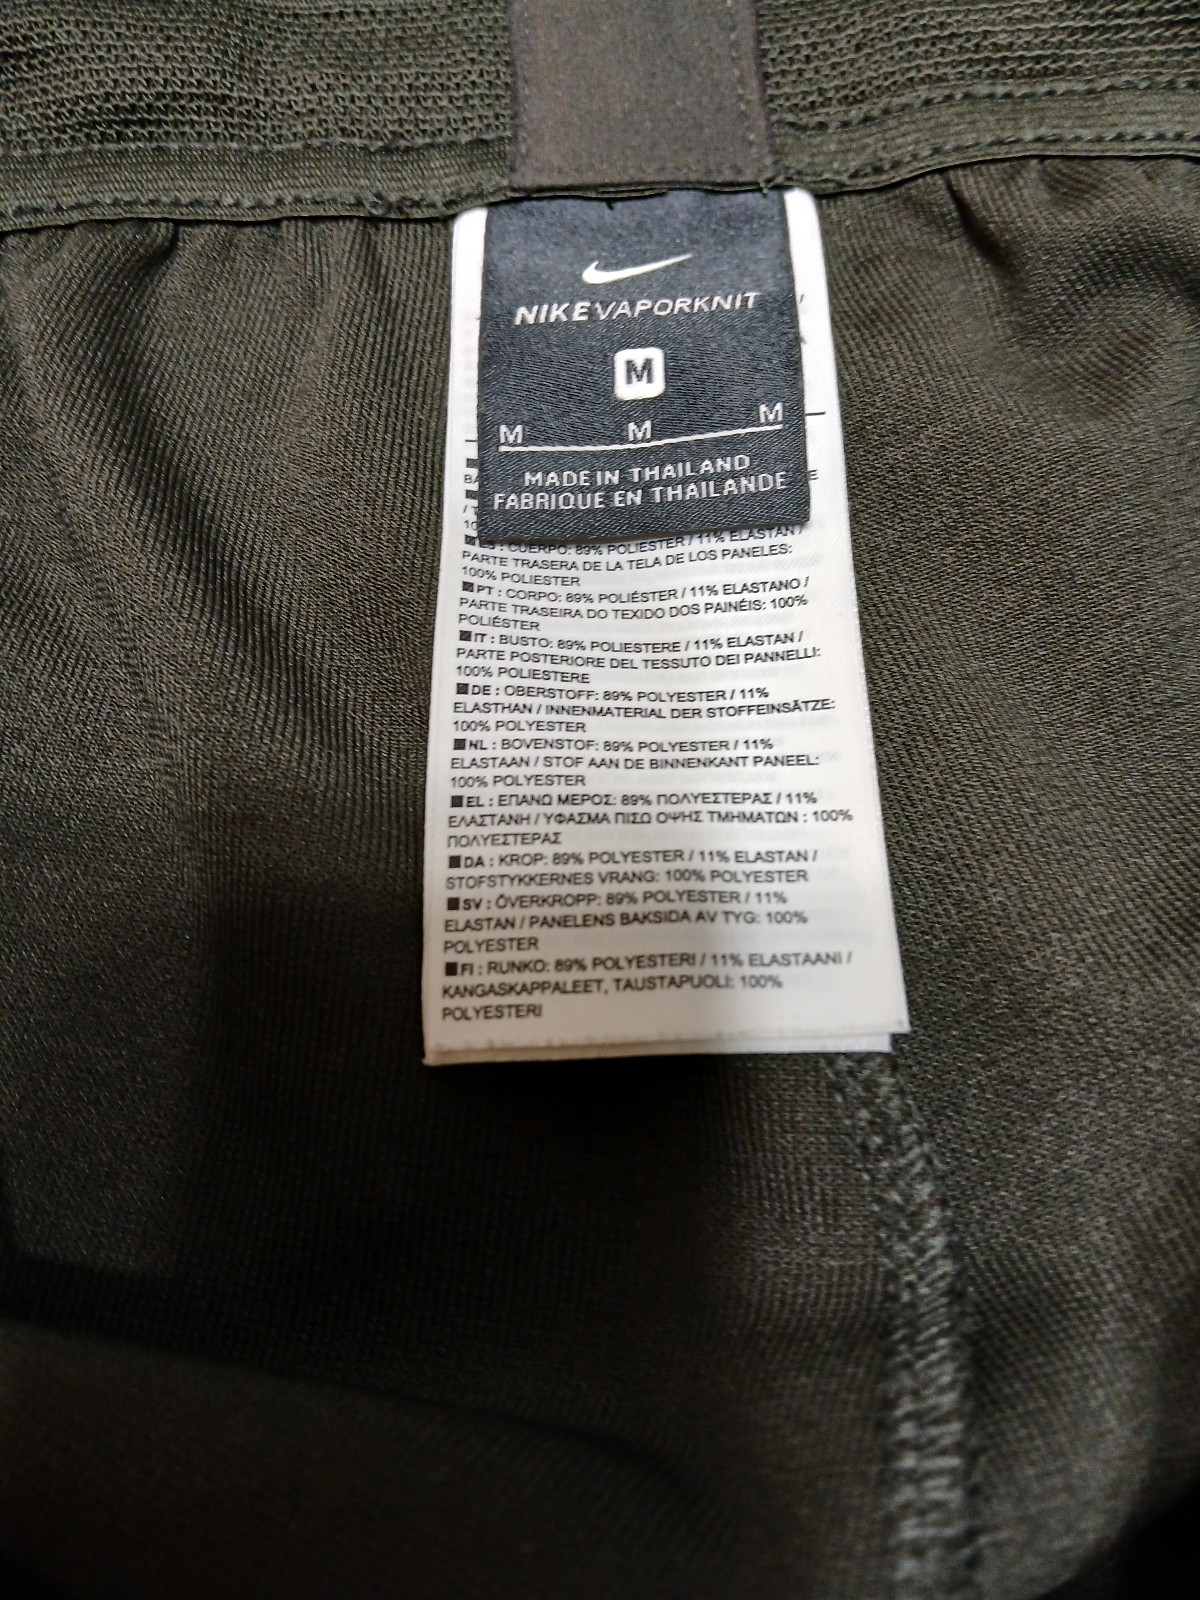 NIKE VAPORKNIT
M
M M M
MADE IN THAILAND
FABRIQUE EN THAILANDE
ES : CUERPO: 89% POLIESTER / 11% ELASTAN /
PARTE TRASERA DE LA TELA DE LOS PANELES:
100% POLIESTER
PT : CORPO: 89% POLIÉSTER / 11% ELASTANO /
PARTE TRASEIRA DO TEXIDO DOS PAINÉIS: 100%
POLIÉSTER
IT : BUSTO: 89% POLIESTERE / 11% ELASTAN /
PARTE POSTERIORE DEL TESSUTO DEI PANNELLI:
100% POLIESTERE
DE : OBERSTOFF: 89% POLYESTER / 11%
ELASTHAN / INNENMATERIAL DER STOFFEINSÄTZE:
100% POLYESTER
NL : BOVENSTOF: 89% POLYESTER / 11%
ELASTAAN / STOF AAN DE BINNENKANT PANEEL:
100% POLYESTER
EL : ΕΠΑΝΩ ΜΕΡΟΣ: 89% ΠΟΛΥΕΣΤΕΡΑΣ / 11%
ΕΛΑΣΤΑΝΗ / ΥΦΑΣΜΑ ΠΙΣΩ ΟΨΗΣ ΤΜΗΜΑΤΩΝ : 100%
ΠΟΛΥΕΣΤΕΡΑΣ
DA : KROP: 89% POLYESTER / 11% ELASTAN /
STOFSTYKKERNES VRANG: 100% POLYESTER
SV : ÖVERKROPP: 89% POLYESTER / 11%
ELASTAN / PANELENS BAKSIDA AV TYG: 100%
POLYESTER
FI : RUNKO: 89% POLYESTERI / 11% ELASTAANI /
KANGASKAPPALEET, TAUSTAPUOLI: 100%
POLYESTERI